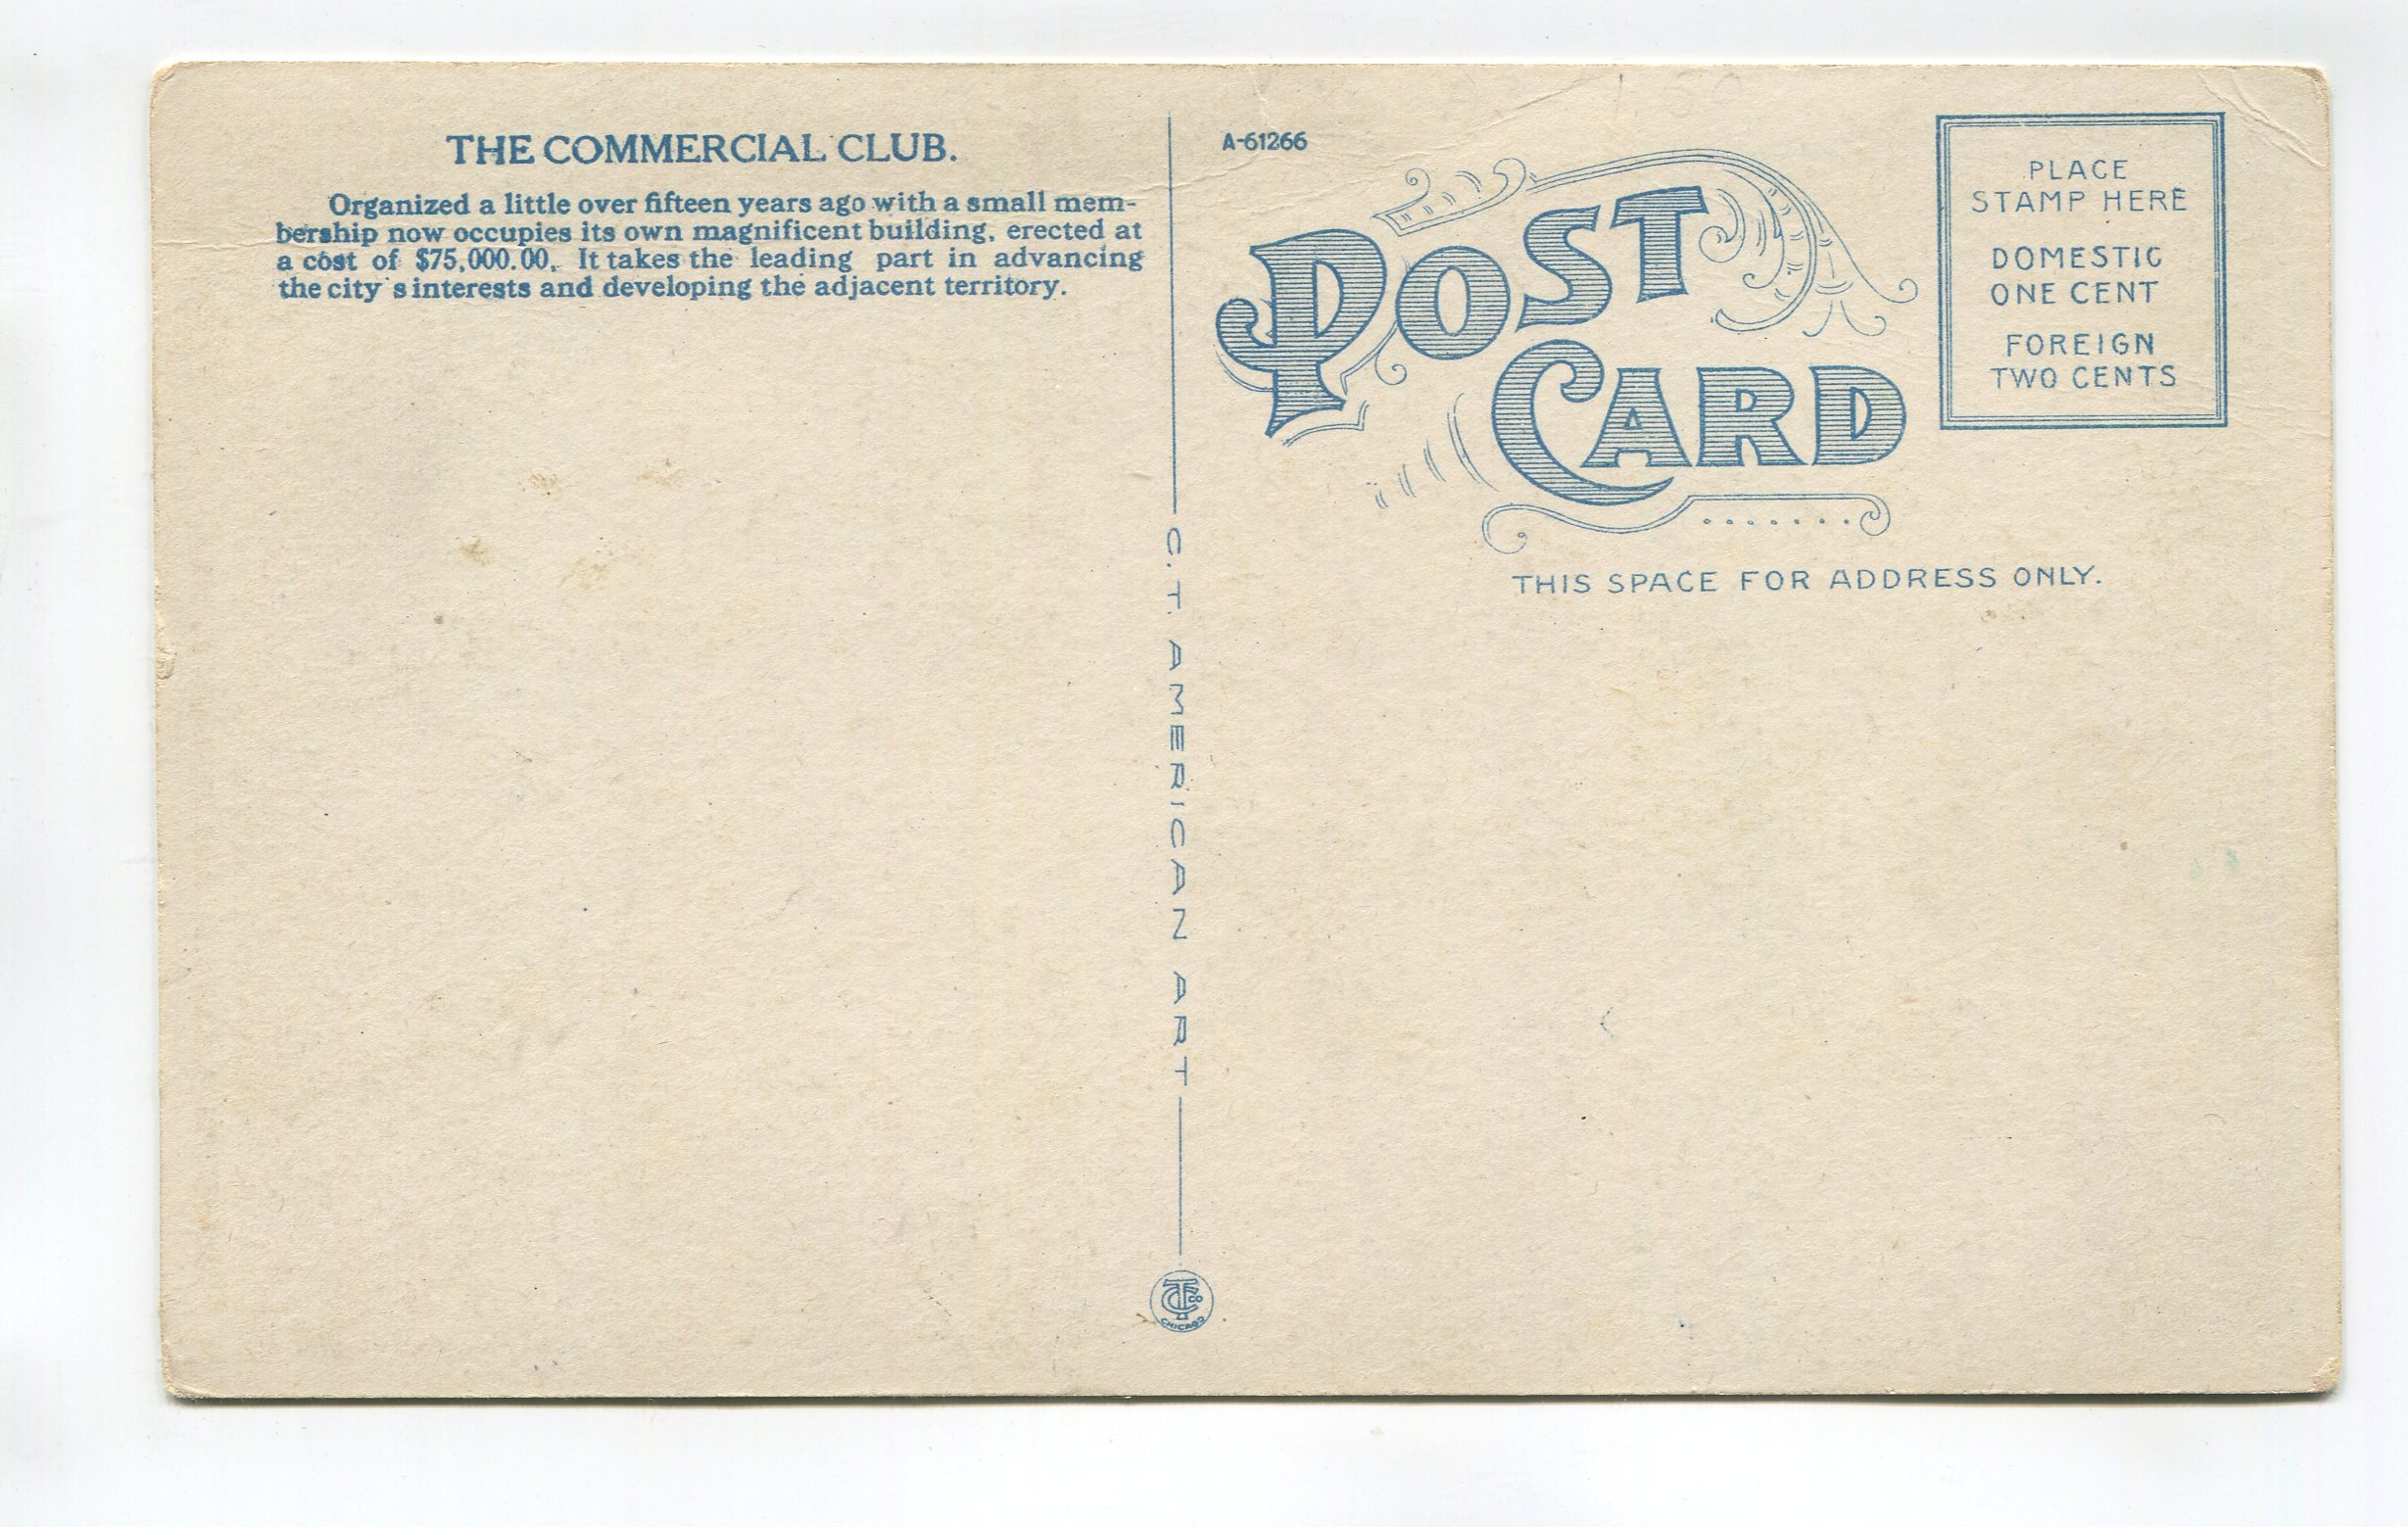 THE COMMERCIAL CLUB.
Organized a little over fifteen years ago with a small mem-
bership now occupies its own magnificent building, erected at
a cost of $75,000.00. It takes the leading part in advancing
the city's interests and developing the adjacent territory.
C.T. AMERICAN ART
CTCO
CHICAGO
A-61266
POST
CARD
PLACE
STAMP HERE
DOMESTIC
ONE CENT
FOREIGN
TWO CENTS
THIS SPACE FOR ADDRESS ONLY.